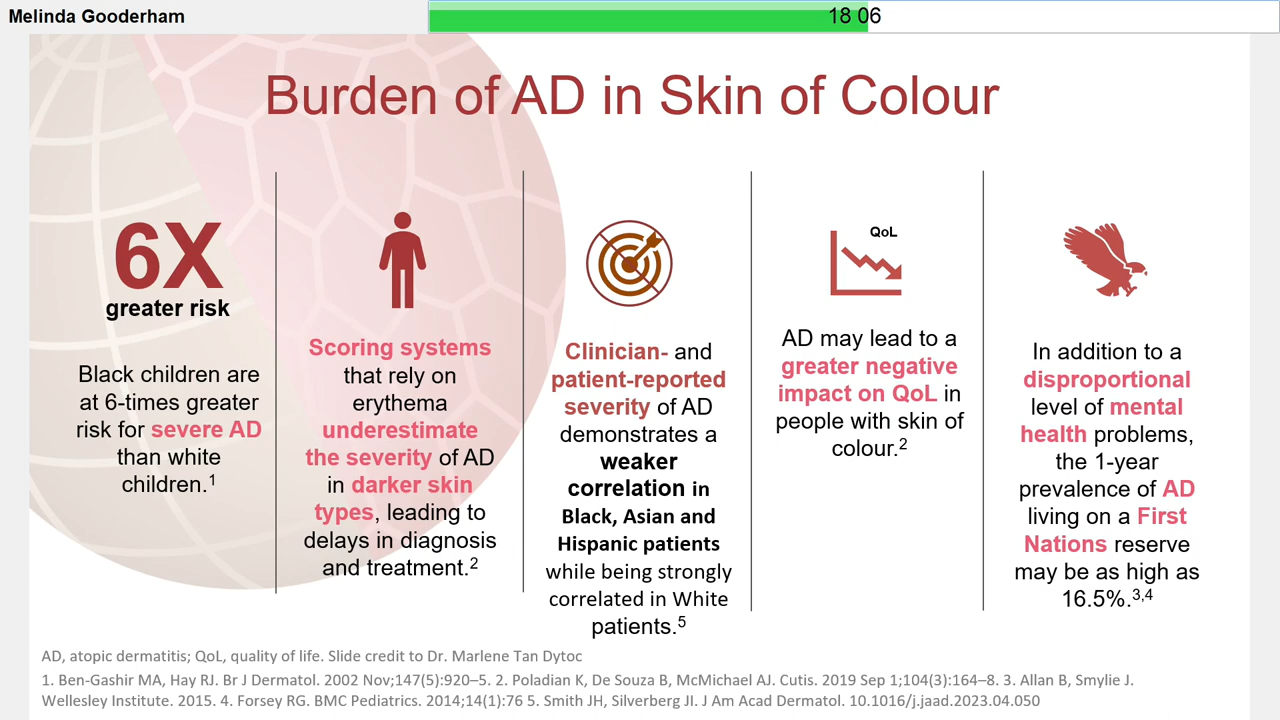 Melinda Gooderham
18 06
Burden of AD in Skin of Colour
6X
greater risk
Black children are
at 6-times greater
risk for severe AD
than white
children.1
Scoring systems
that rely on
erythema
underestimate
the severity of AD
in darker skin
types, leading to
delays in diagnosis
and treatment.2
Clinician- and
patient-reported
severity of AD
demonstrates a
weaker
correlation in
Black, Asian and
Hispanic patients
while being strongly
correlated in White
patients.5
QoL
AD may lead to a
greater negative
impact on QoL in
people with skin of
colour.2
In addition to a
disproportional
level of mental
health problems,
the 1-year
prevalence of AD
living on a First
Nations reserve
may be as high as
16.5%.3,4
AD, atopic dermatitis; QoL, quality of life. Slide credit to Dr. Marlene Tan Dytoc
1. Ben-Gashir MA, Hay RJ. Br J Dermatol. 2002 Nov;147(5):920–5. 2. Poladian K, De Souza B, McMichael AJ. Cutis. 2019 Sep 1;104(3):164–8. 3. Allan B, Smylie J.
Wellesley Institute. 2015. 4. Forsey RG. BMC Pediatrics. 2014;14(1):76 5. Smith JH, Silverberg JI. J Am Acad Dermatol. 10.1016/j.jaad.2023.04.050